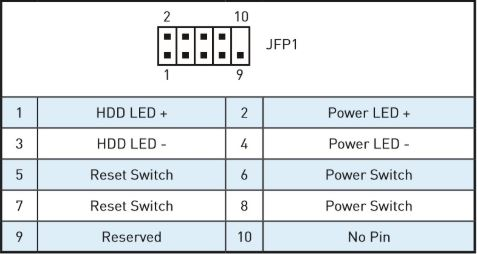 2 10
JFP1
1 9
1 HDD LED + 2 Power LED +
3 HDD LED - 4 Power LED -
5 Reset Switch 6 Power Switch
7 Reset Switch 8 Power Switch
9 Reserved 10 No Pin